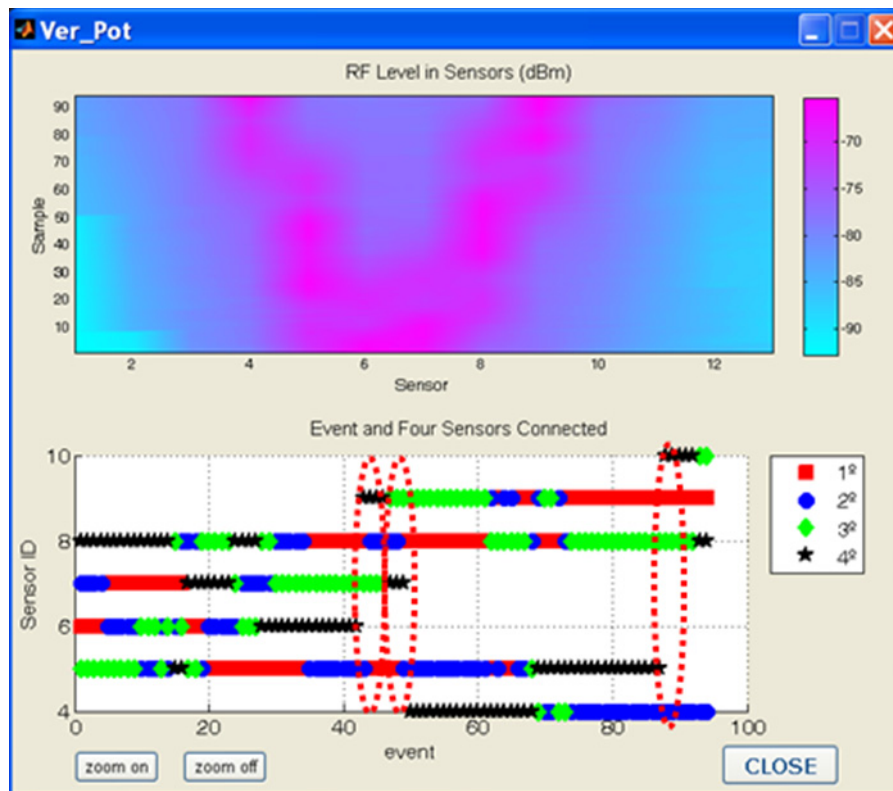 Ver_Pot
RF Level in Sensors (dBm)
90
80
70
60
50
40
30
20
10
Sample
2
4
6
8
10
12
Sensor
-70
-75
-80
-85
-90
Event and Four Sensors Connected
10
8
6
4
Sensor ID
0
20
40
60
80
100
event
1º
2º
3º
4º
zoom on
zoom off
CLOSE